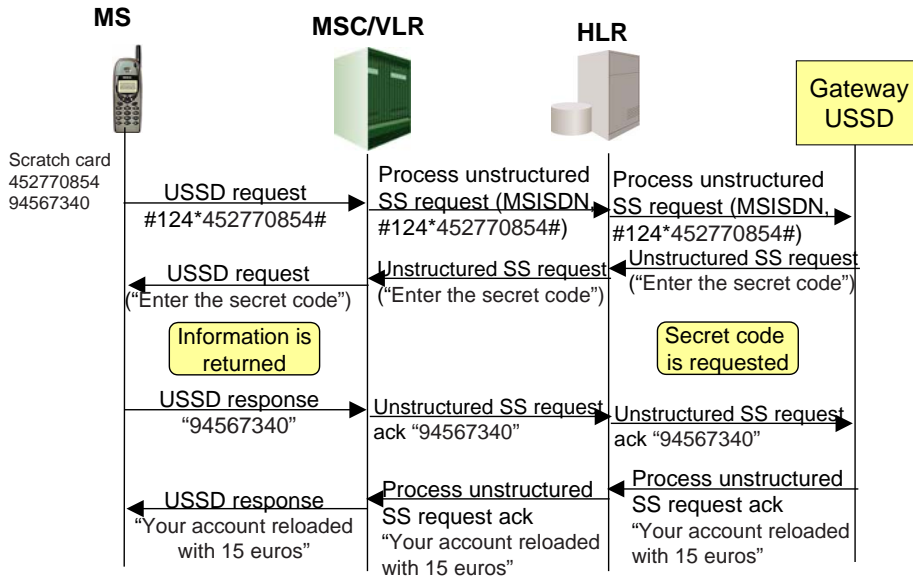 MS
MSC/VLR
HLR
Gateway
USSD
Scratch card
452770854
94567340
USSD request
#124*452770854#
Process unstructured
SS request (MSISDN,
#124*452770854#)
Process unstructured
SS request (MSISDN,
#124*452770854#)
USSD request
(“Enter the secret code”)
Unstructured SS request
(“Enter the secret code”)
Unstructured SS request
(“Enter the secret code”)
Information is
returned
Secret code
is requested
USSD response
“94567340”
Unstructured SS request
ack “94567340”
Unstructured SS request
ack “94567340”
USSD response
“Your account reloaded
with 15 euros”
Process unstructured
SS request ack
“Your account reloaded
with 15 euros”
Process unstructured
SS request ack
“Your account reloaded
with 15 euros”